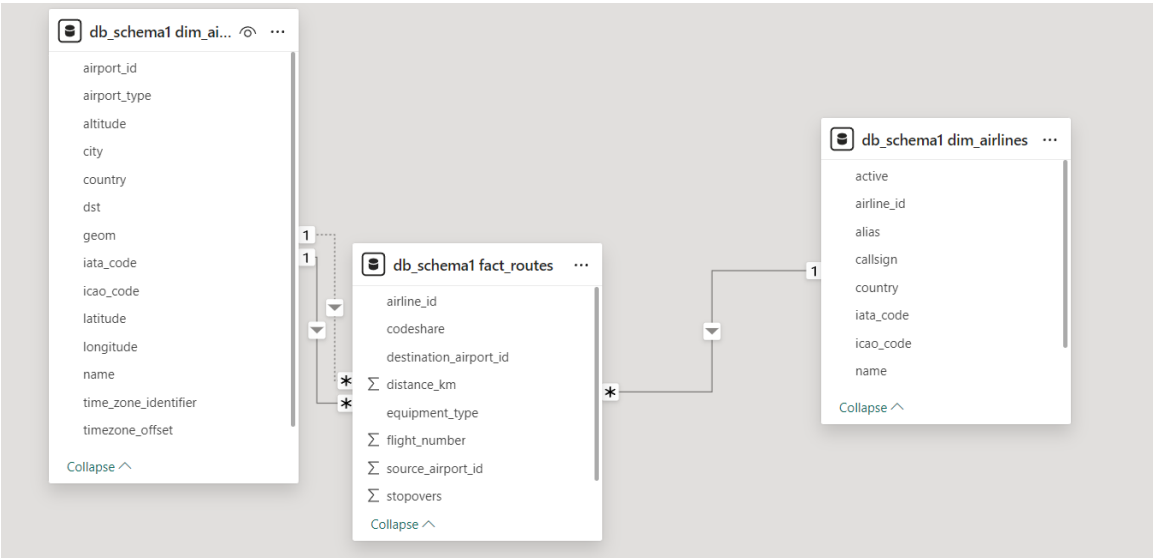 db_schema1 dim_ai...
airport_id
airport_type
altitude
city
country
dst
geom
iata_code
icao_code
latitude
longitude
name
time_zone_identifier
timezone_offset
Collapse
1
1
*
*
db_schema1 fact_routes
airline_id
codeshare
destination_airport_id
∑ distance_km
equipment_type
∑ flight_number
∑ source_airport_id
∑ stopovers
Collapse
*
1
db_schema1 dim_airlines
active
airline_id
alias
callsign
country
iata_code
icao_code
name
Collapse